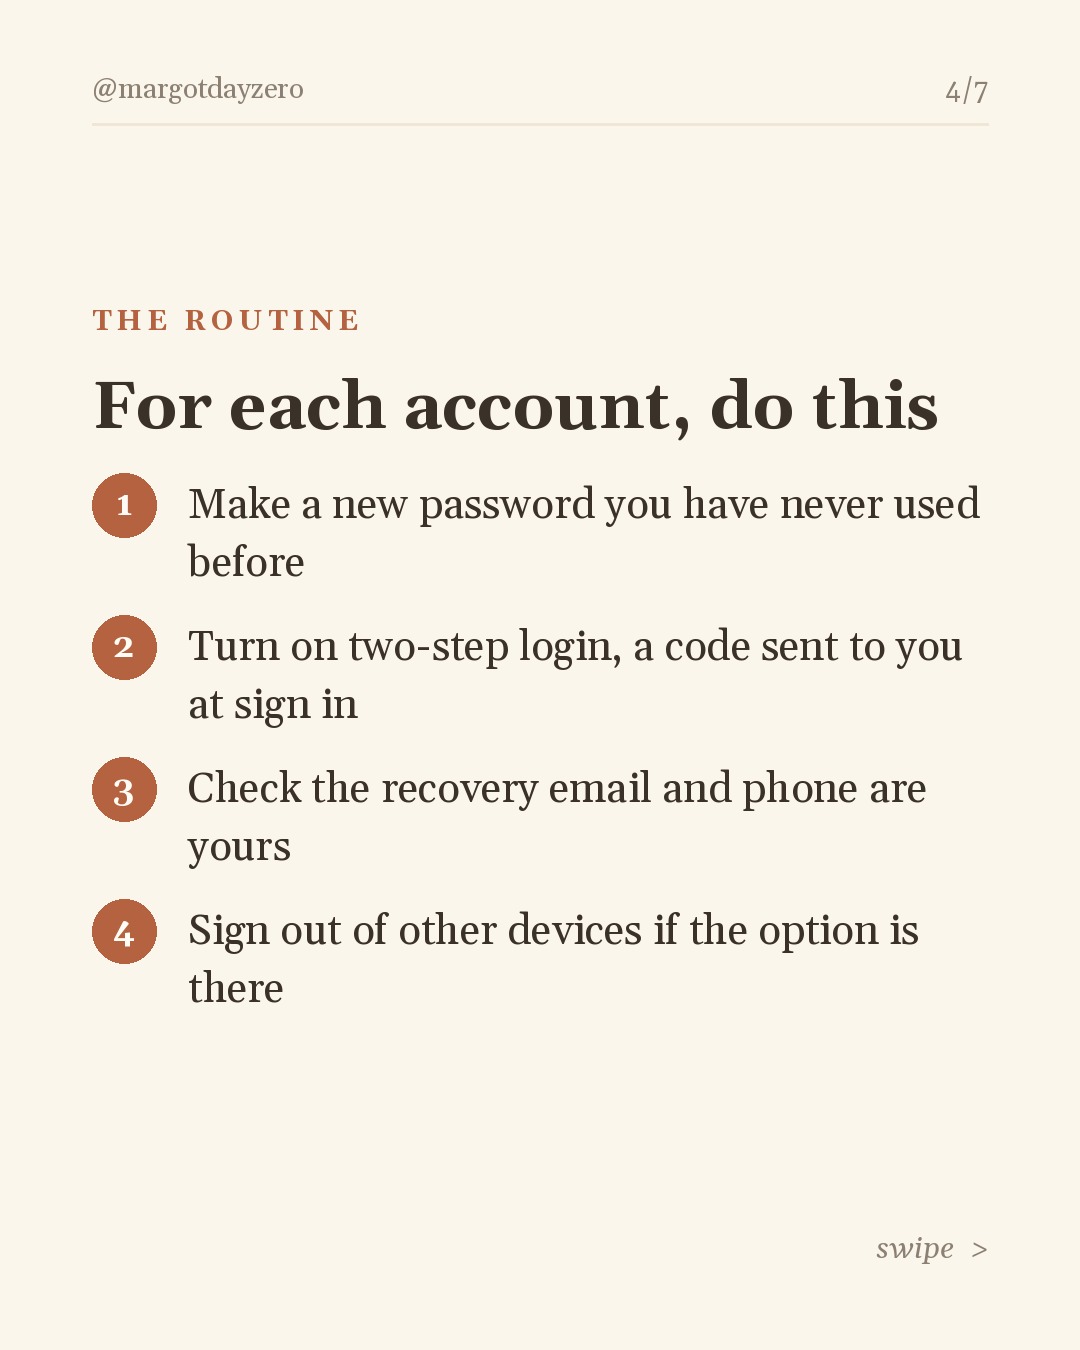 @margotdayzero
4/7
THE ROUTINE
For each account, do this
1 Make a new password you have never used
before
2 Turn on two-step login, a code sent to you
at sign in
3 Check the recovery email and phone are
yours
4 Sign out of other devices if the option is
there
swipe >